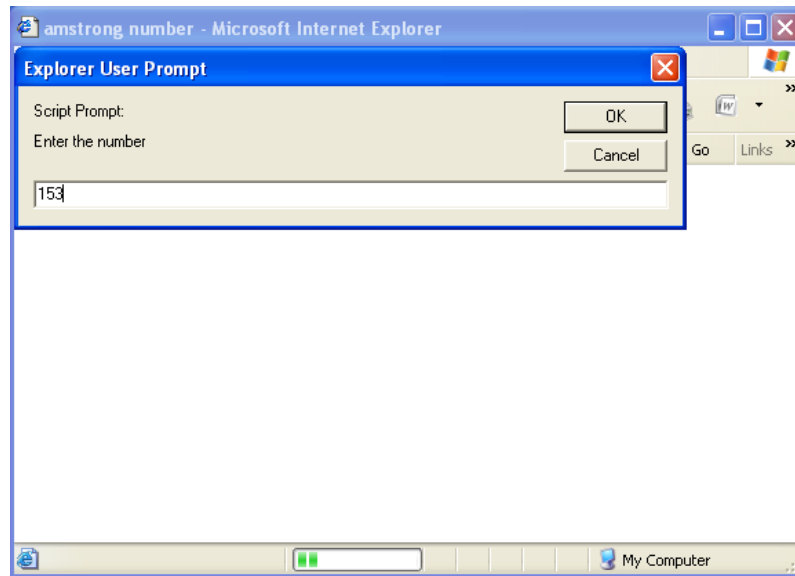 amstrong number - Microsoft Internet Explorer
Explorer User Prompt
Script Prompt:
OK
Enter the number
Cancel
Go Links »
153
My Computer